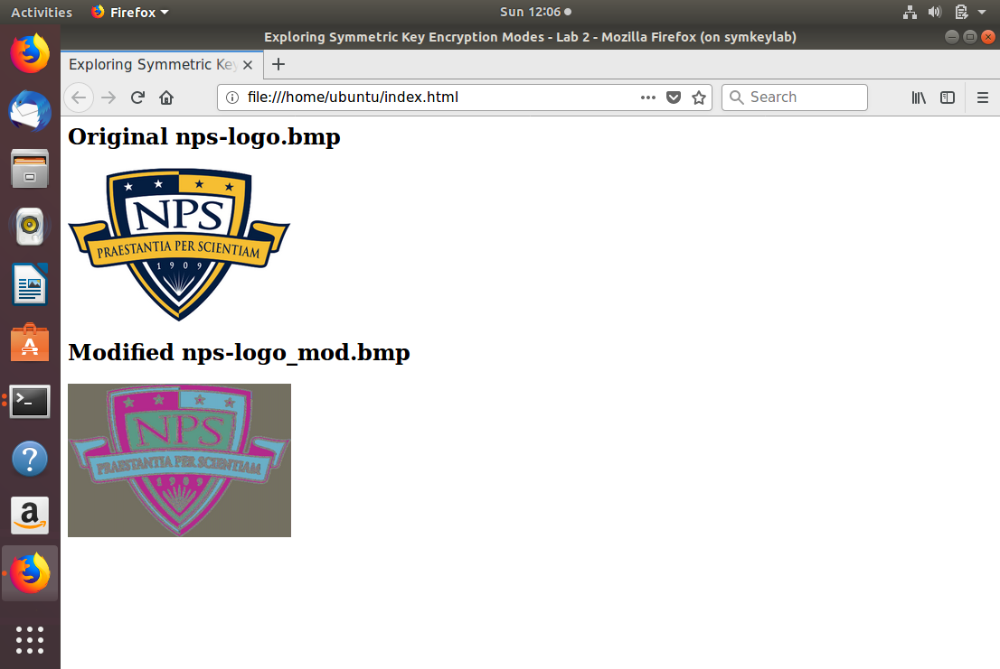 Activities Firefox Sun 12:06
Exploring Symmetric Key Encryption Modes - Lab 2 - Mozilla Firefox (on symkeylab)
Exploring Symmetric Key
file:///home/ubuntu/index.html Search
Original nps-logo.bmp
NPS
PRAESTANTIA PER SCIENTIAM
1909
Modified nps-logo_mod.bmp
NPS
PRAESTANTIA PER SCIENTIAM
1909